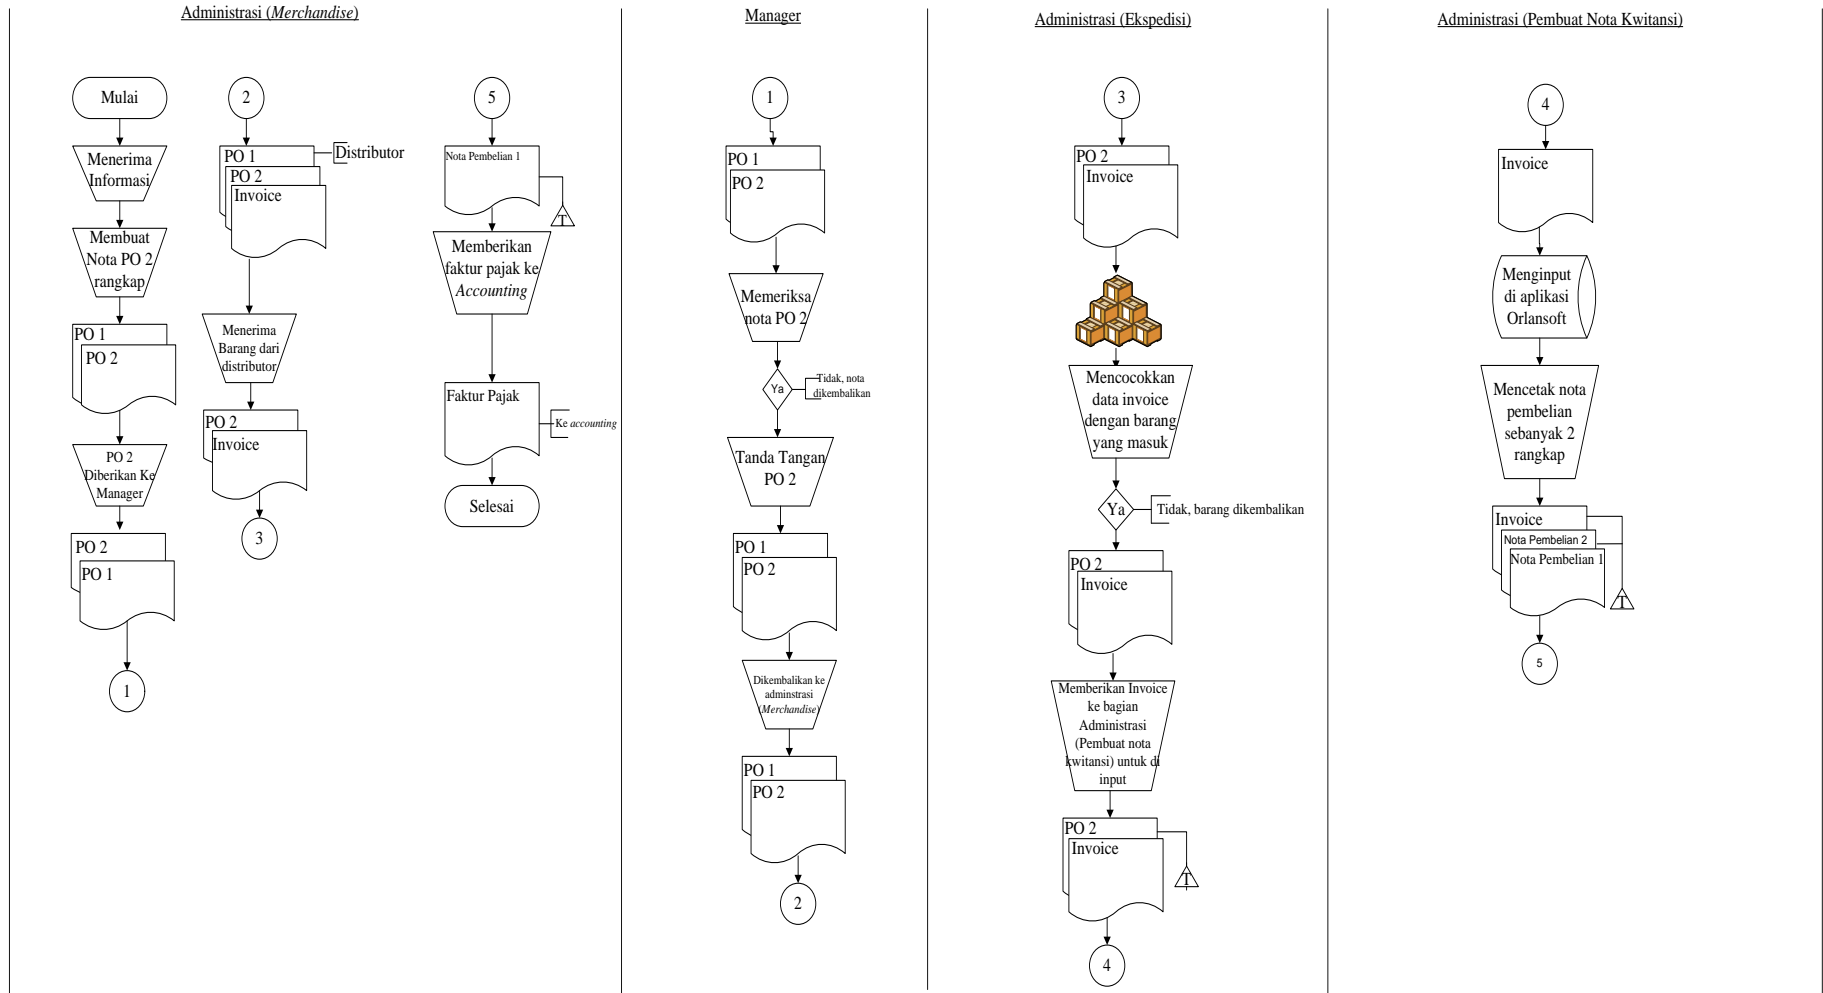 Administrasi (Merchandise)
Mulai
Menerima
Informasi
Membuat
Nota PO 2
rangkap
PO 1
PO 2
PO 2
Diberikan Ke
Manager
PO 2
PO 1
1
2
PO 1
Distributor
PO 2
Invoice
Menerima
Barang dari
distributor
PO 2
Invoice
3
5
Nota Pembelian 1
T
Memberikan
faktur pajak ke
Accounting
Faktur Pajak
Ke accounting
Selesai
Manager
1
PO 1
PO 2
Memeriksa
nota PO 2
Ya
Tidak, nota
dikembalikan
Tanda Tangan
PO 2
PO 1
PO 2
Dikembalikan ke
adminstrasi
(Merchandise)
PO 1
PO 2
2
Administrasi (Ekspedisi)
3
PO 2
Invoice
Mencocokkan
data invoice
dengan barang
yang masuk
Ya
Tidak, barang dikembalikan
PO 2
Invoice
Memberikan Invoice
ke bagian
Administrasi
(Pembuat nota
kwitansi) untuk di
input
PO 2
Invoice
T
4
Administrasi (Pembuat Nota Kwitansi)
4
Invoice
Menginput
di aplikasi
Orlansoft
Mencetak nota
pembelian
sebanyak 2
rangkap
Invoice
Nota Pembelian 2
Nota Pembelian 1
T
5